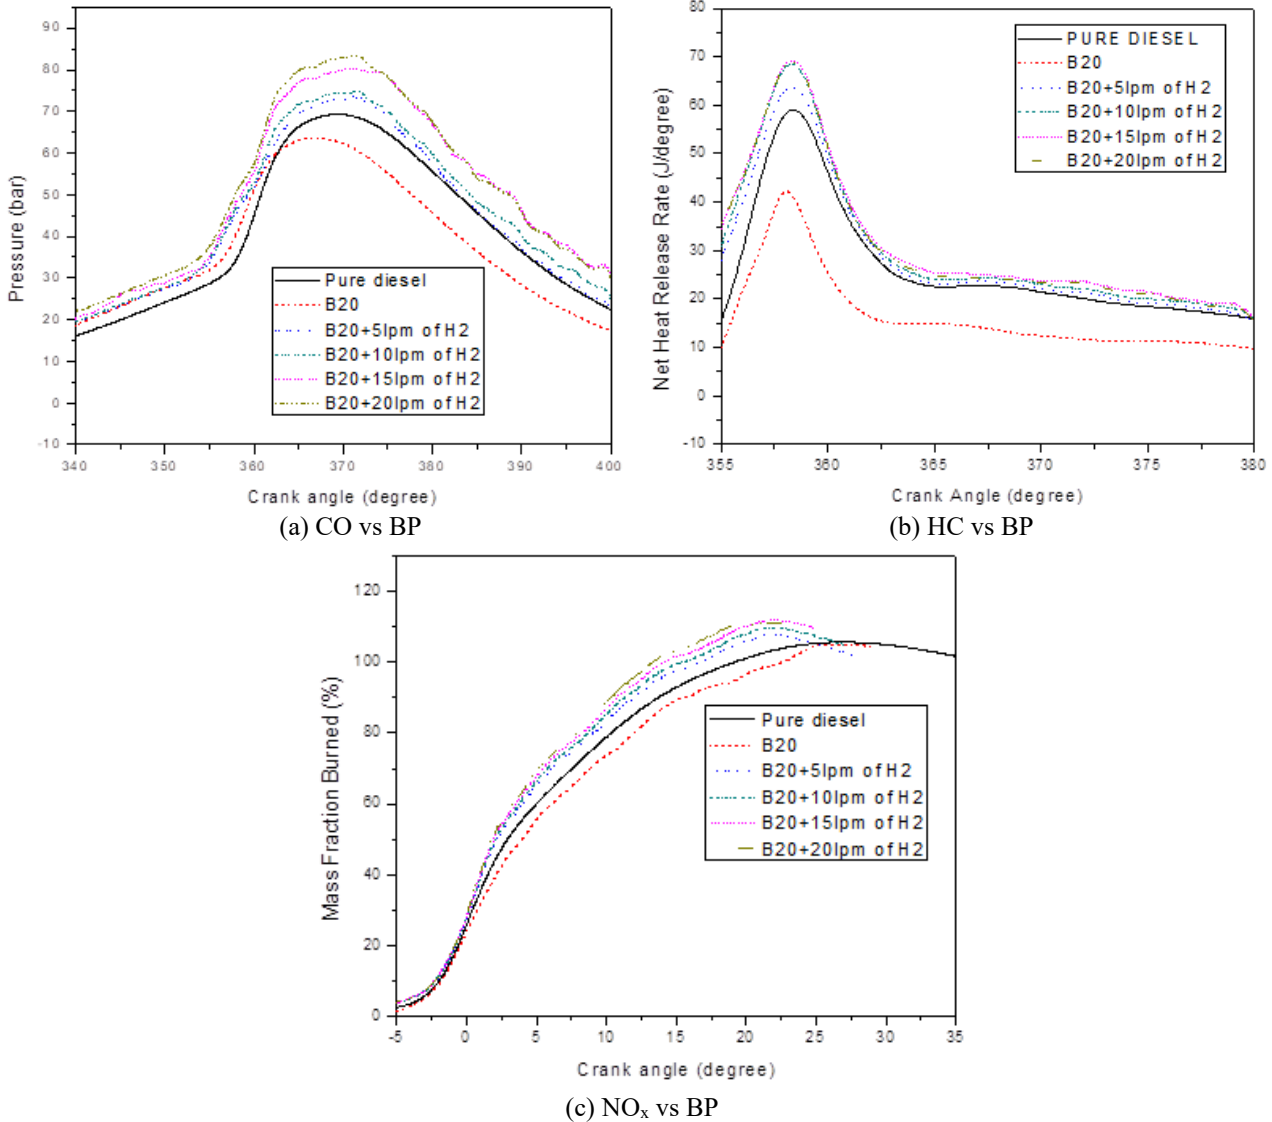 Pressure (bar)
90
80
70
60
50
40
30
20
10
0
-10
340
350
360
370
380
390
400
Crank angle (degree)
Pure diesel
B20
B20+5lpm of H2
B20+10lpm of H2
B20+15lpm of H2
B20+20lpm of H2
(a) CO vs BP
Net Heat Release Rate (J/degree)
80
70
60
50
40
30
20
10
0
-10
355
360
365
370
375
380
Crank Angle (degree)
PURE DIESEL
B20
B20+5lpm of H2
B20+10lpm of H2
B20+15lpm of H2
B20+20lpm of H2
(b) HC vs BP
Mass Fraction Burned (%)
120
100
80
60
40
20
0
-5
0
5
10
15
20
25
30
35
Crank angle (degree)
Pure diesel
B20
B20+5lpm of H2
B20+10lpm of H2
B20+15lpm of H2
B20+20lpm of H2
(c) NOx vs BP